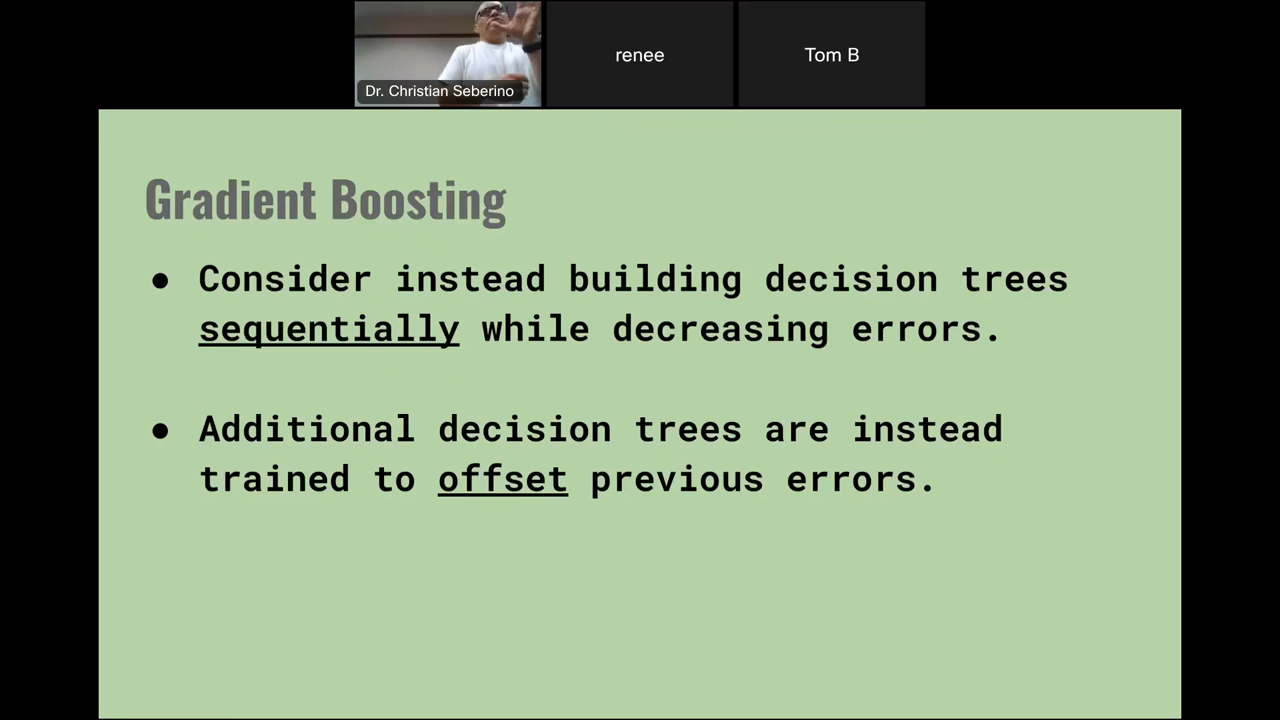 Dr. Christian Seberino
renee
Tom B
Gradient Boosting
● Consider instead building decision trees
sequentially while decreasing errors.
● Additional decision trees are instead
trained to offset previous errors.